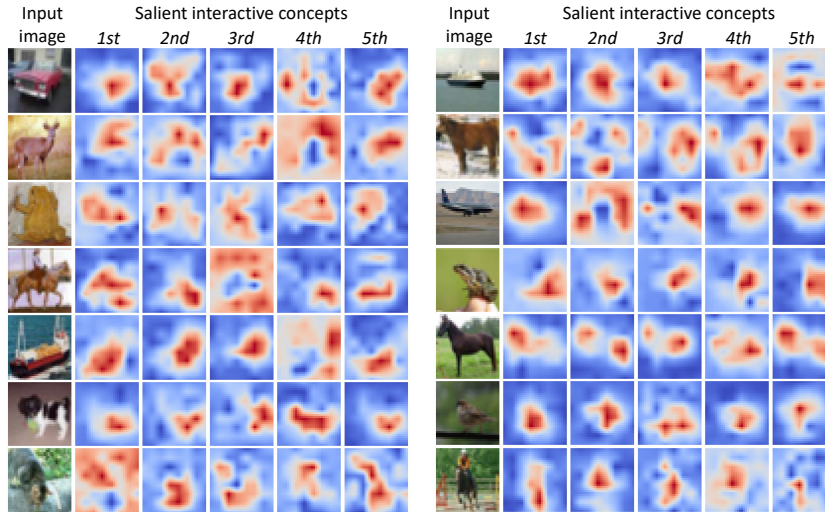 Input image
Salient interactive concepts
1st 2nd 3rd 4th 5th
Input image
Salient interactive concepts
1st 2nd 3rd 4th 5th